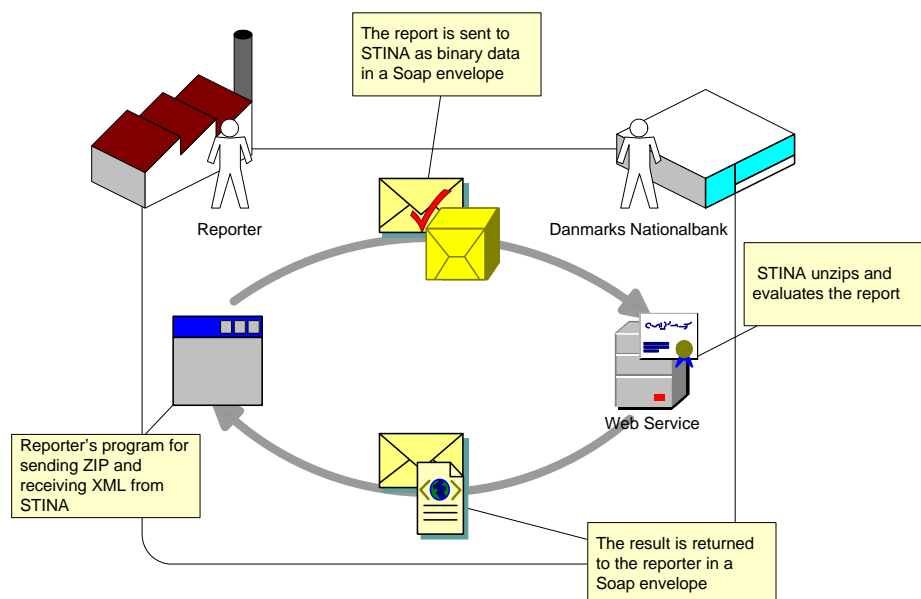 The report is sent to
STINA as binary data
in a Soap envelope
Reporter
Danmarks Nationalbank
STINA unzips and
evaluates the report
Web Service
Reporter's program for
sending ZIP and
receiving XML from
STINA
The result is returned
to the reporter in a
Soap envelope